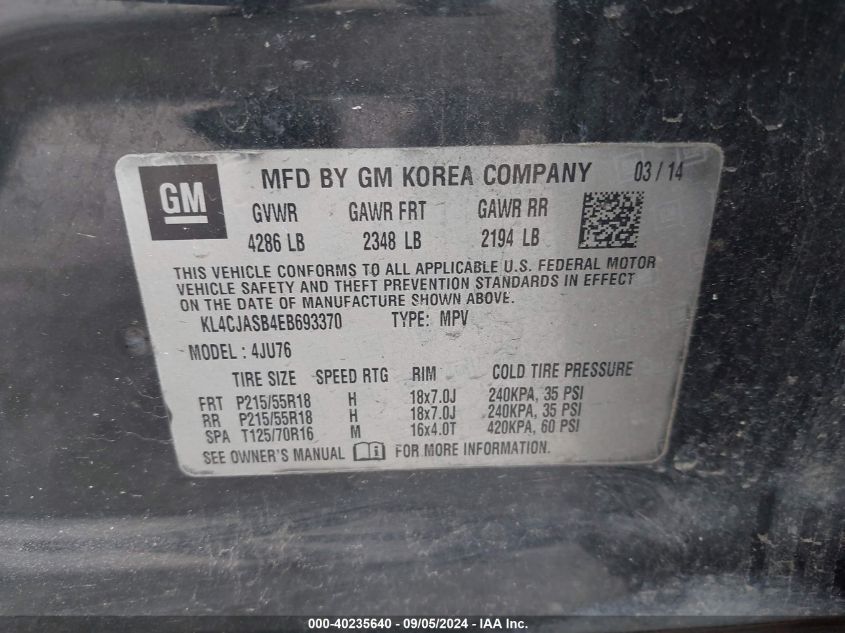 GM
MFD BY GM KOREA COMPANY 03/14
GVWR GAWR FRT GAWR RR
4286 LB 2348 LB 2194 LB
THIS VEHICLE CONFORMS TO ALL APPLICABLE U.S. FEDERAL MOTOR
VEHICLE SAFETY AND THEFT PREVENTION STANDARDS IN EFFECT
ON THE DATE OF MANUFACTURE SHOWN ABOVE.
KL4CJASB4EB693370 TYPE: MPV
MODEL : 4JU76
TIRE SIZE SPEED RTG RIM COLD TIRE PRESSURE
FRT P215/55R18 H 18x7.0J 240KPA, 35 PSI
RR P215/55R18 H 18x7.0J 240KPA, 35 PSI
SPA T125/70R16 M 16x4.0T 420KPA, 60 PSI
SEE OWNER'S MANUAL FOR MORE INFORMATION.
000-40235640 - 09/05/2024 - IAA Inc.